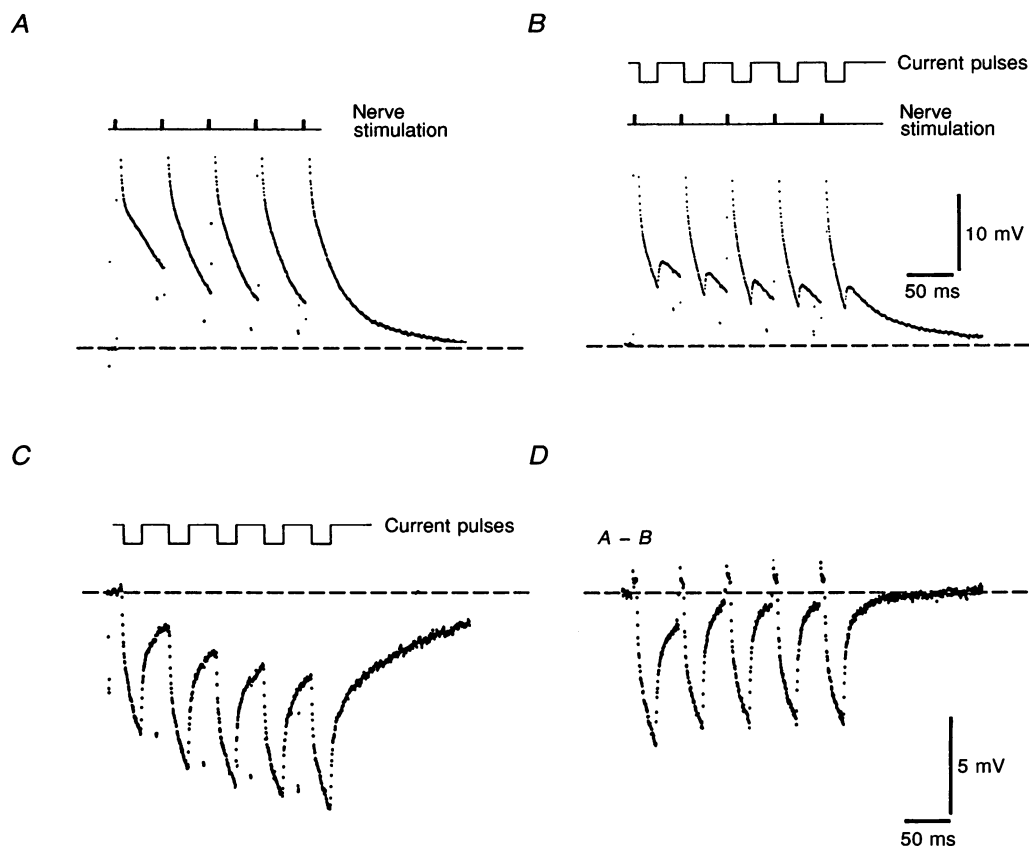 A
Nerve
stimulation
B
Current pulses
Nerve
stimulation
10 mV
50 ms
C
Current pulses
D
A – B
5 mV
50 ms